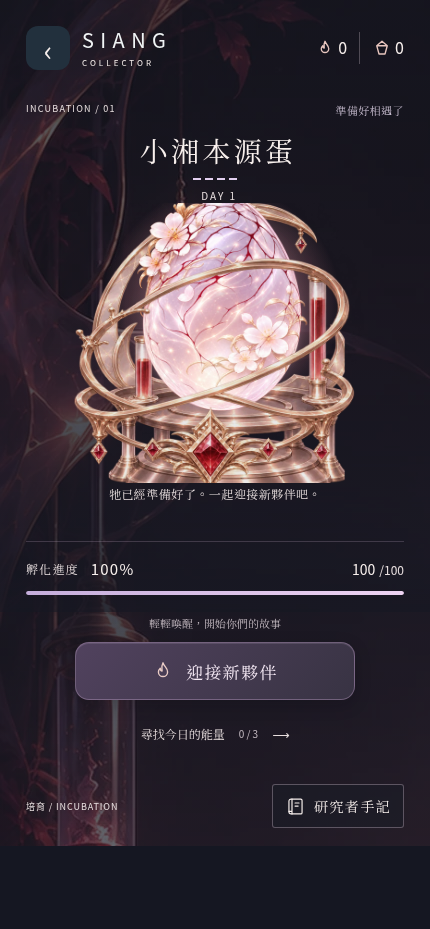 ‹
SIANG
COLLECTOR
0
0
INCUBATION / 01
準備好相遇了
小湘本源蛋
DAY 1
牠已經準備好了。一起迎接新夥伴吧。
孵化進度 100%
100 /100
輕輕喚醒，開始你們的故事
迎接新夥伴
尋找今日的能量 0/3 →
培育 / INCUBATION
研究者手記